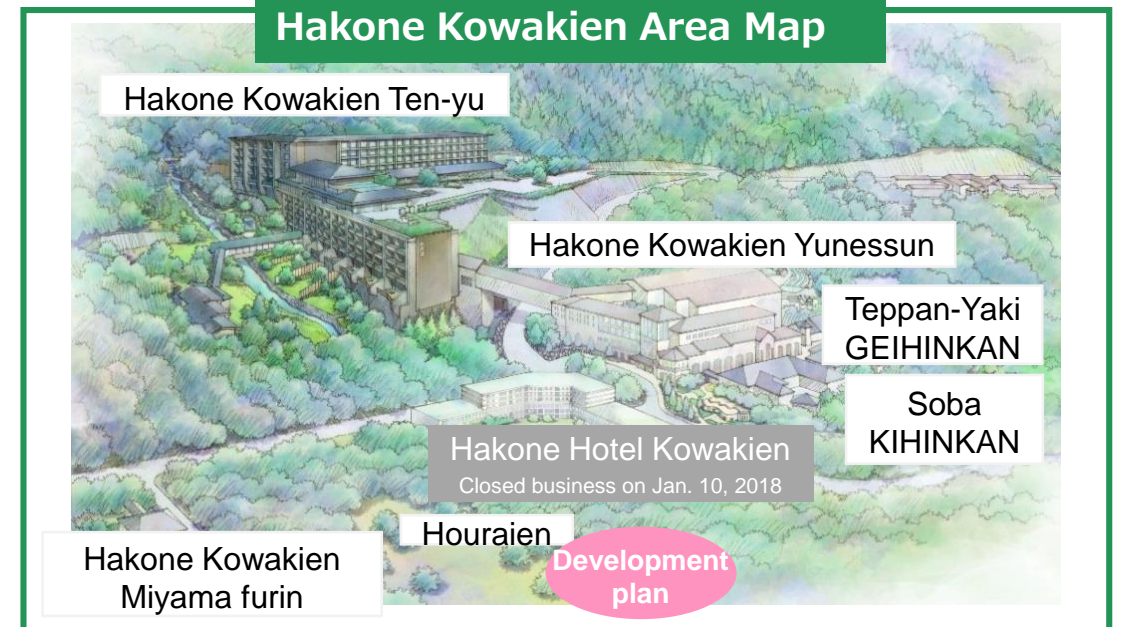 Hakone Kowakien Area Map
Hakone Kowakien Ten-yu
Hakone Kowakien Yunessun
Teppan-Yaki
GEIHINKAN
Soba
KIHINKAN
Hakone Hotel Kowakien
Closed business on Jan. 10, 2018
Houraien
Development
plan
Hakone Kowakien
Miyama furin